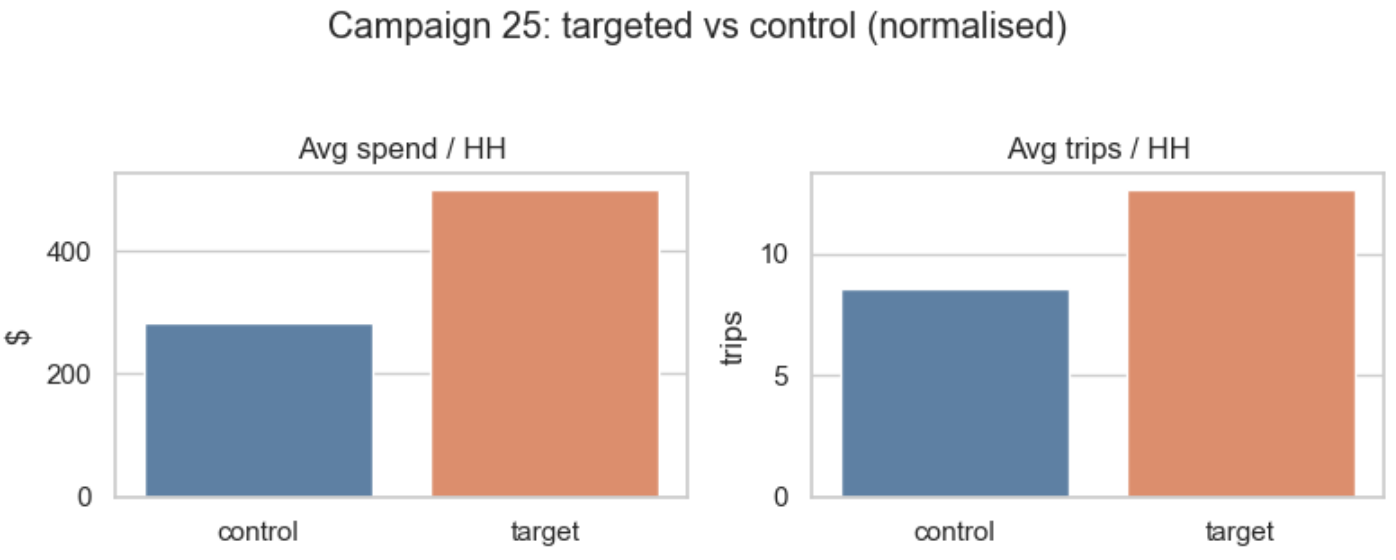 Campaign 25: targeted vs control (normalised)
Avg spend / HH
$
400
200
0
control target
Avg trips / HH
trips
10
5
0
control target